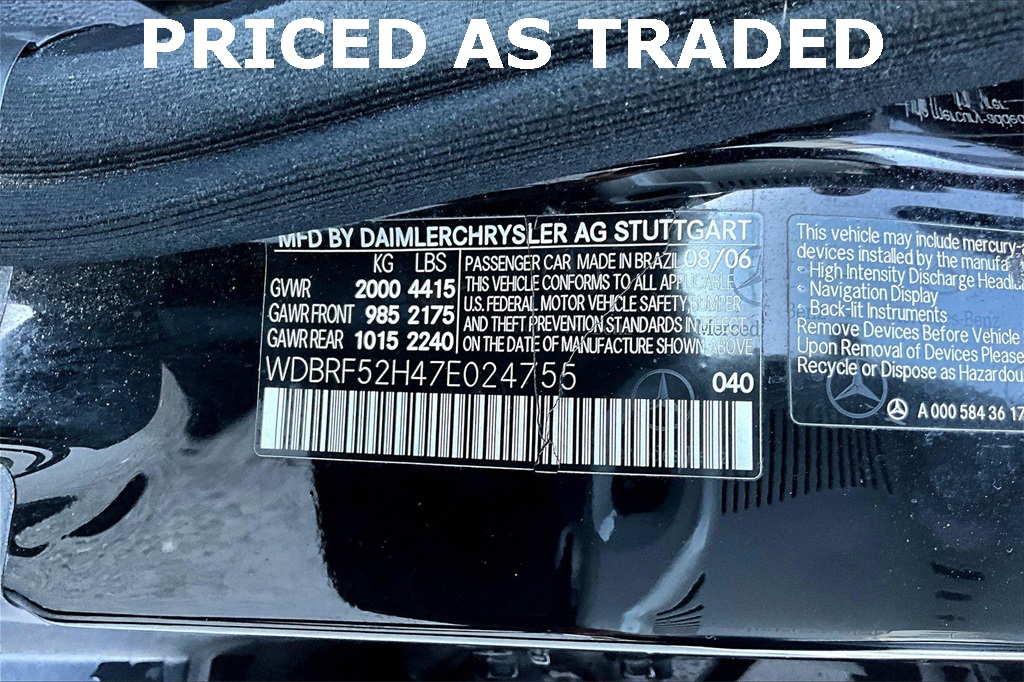 PRICED AS TRADED
MFD BY DAIMLERCHRYSLER AG STUTTGART
KG LBS
GVWR 2000 4415
GAWR FRONT 985 2175
GAWR REAR 1015 2240
PASSENGER CAR MADE IN BRAZIL 08/06
THIS VEHICLE CONFORMS TO ALL APPLICABLE
U.S. FEDERAL MOTOR VEHICLE SAFETY, BUMPER
AND THEFT PREVENTION STANDARDS IN EFFECT
ON THE DATE OF MANUFACTURE SHOWN ABOVE
WDBRF52H47E024755
040
This vehicle may include mercury-
devices installed by the manufa
- High Intensity Discharge Headli
- Navigation Display
- Back-lit Instruments
Remove Devices Before Vehicle
Upon Removal of Devices Please
Recycle or Dispose as Hazardou
A 000 584 36 17